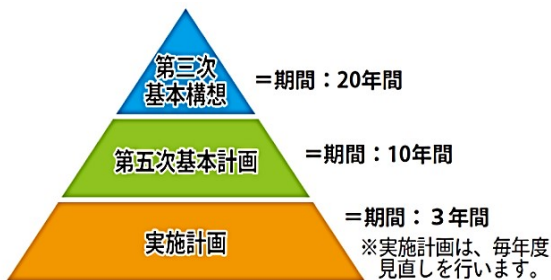 第三次
基本構想
=期間：20年間
第五次基本計画
=期間：10年間
実施計画
=期間：３年間
※実施計画は、毎年度
見直しを行います。